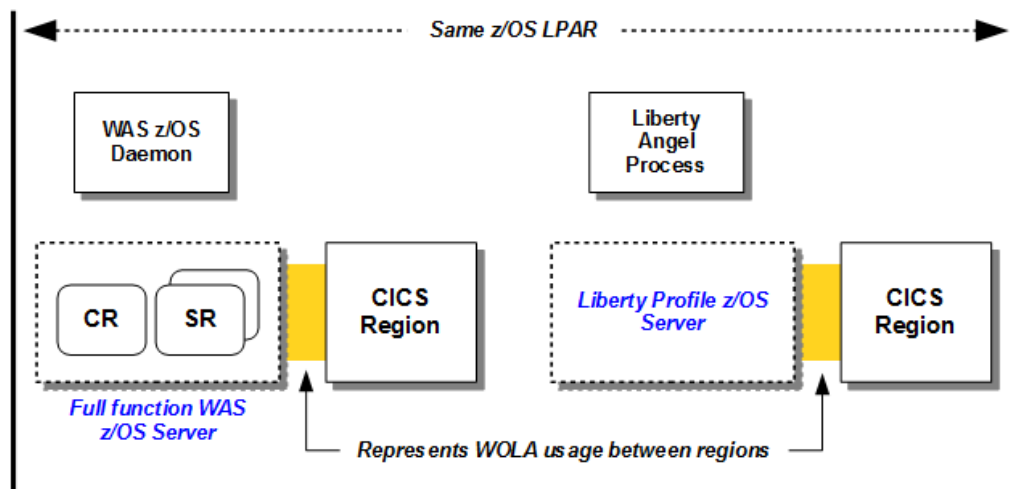 Same z/OS LPAR
WAS z/OS
Daemon
Liberty
Angel
Process
CR
SR
CICS
Region
Liberty Profile z/OS
Server
CICS
Region
Full function WAS
z/OS Server
Represents WOLA usage between regions